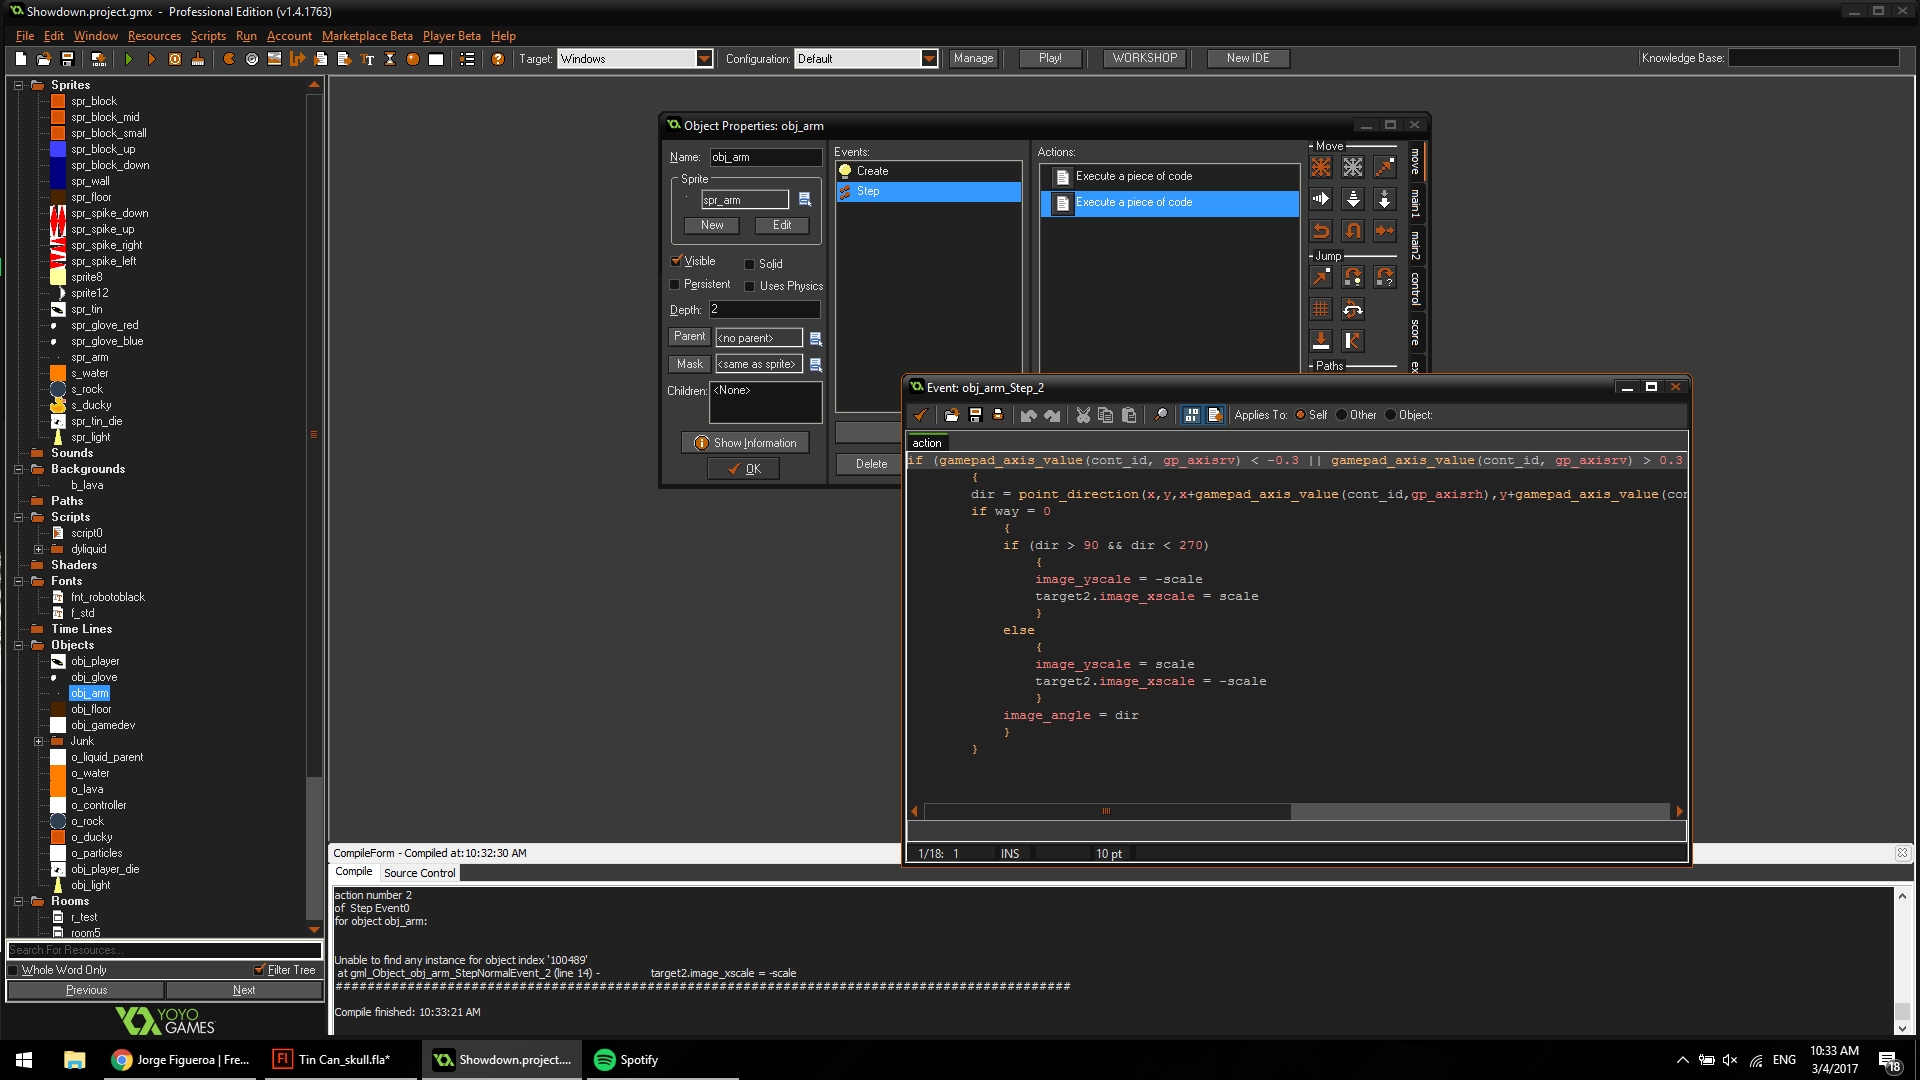 Showdown.project.gmx - Professional Edition (v1.4.1763)
File Edit Window Resources Scripts Run Account Marketplace Beta Player Beta Help
Target: Windows Configuration: Default Manage Play! WORKSHOP New IDE Knowledge Base:
Sprites
spr_block
spr_block_mid
spr_block_small
spr_block_up
spr_block_down
spr_wall
spr_floor
spr_spike_down
spr_spike_up
spr_spike_right
spr_spike_left
sprite8
sprite12
spr_tin
spr_glove_red
spr_glove_blue
spr_arm
s_water
s_rock
s_ducky
spr_tin_die
spr_light
Sounds
Backgrounds
b_lava
Paths
Scripts
script0
dyliquid
Shaders
Fonts
fnt_robotoblack
f_std
Time Lines
Objects
obj_player
obj_glove
obj_arm
obj_floor
obj_gamedev
Junk
o_liquid_parent
o_water
o_lava
o_controller
o_rock
o_ducky
o_particles
obj_player_die
obj_light
Rooms
r_test
room5
Search For Resources...
Whole Word Only Filter Tree
Previous Next
YOYO
GAMES
Object Properties: obj_arm
Name: obj_arm
Sprite
spr_arm
New Edit
Visible Solid
Persistent Uses Physics
Depth: 2
Parent <no parent>
Mask <same as sprite>
Children: <None>
Show Information
OK
Events:
Create
Step
Delete
Actions:
Execute a piece of code
Execute a piece of code
Move
Jump
Paths
move
main1
main2
control
score
Event: obj_arm_Step_2
Applies To: Self Other Object:
action
if (gamepad_axis_value(cont_id, gp_axisrv) < -0.3 || gamepad_axis_value(cont_id, gp_axisrv) > 0.3
{
dir = point_direction(x,y,x+gamepad_axis_value(cont_id,gp_axisrh),y+gamepad_axis_value(con
if way = 0
{
if (dir > 90 && dir < 270)
{
image_yscale = -scale
target2.image_xscale = scale
}
else
{
image_yscale = scale
target2.image_xscale = -scale
}
image_angle = dir
}
}
1/18: 1 INS 10 pt
CompileForm - Compiled at:10:32:30 AM
Compile Source Control
action number 2
of Step Event0
for object obj_arm:
Unable to find any instance for object index '100489'
at gml_Object_obj_arm_StepNormalEvent_2 (line 14) - target2.image_xscale = -scale
############################################################################################
Compile finished: 10:33:21 AM
Jorge Figueroa | Fre...
Fl Tin Can_skull.fla*
Showdown.project....
Spotify
ENG
10:33 AM
3/4/2017
18